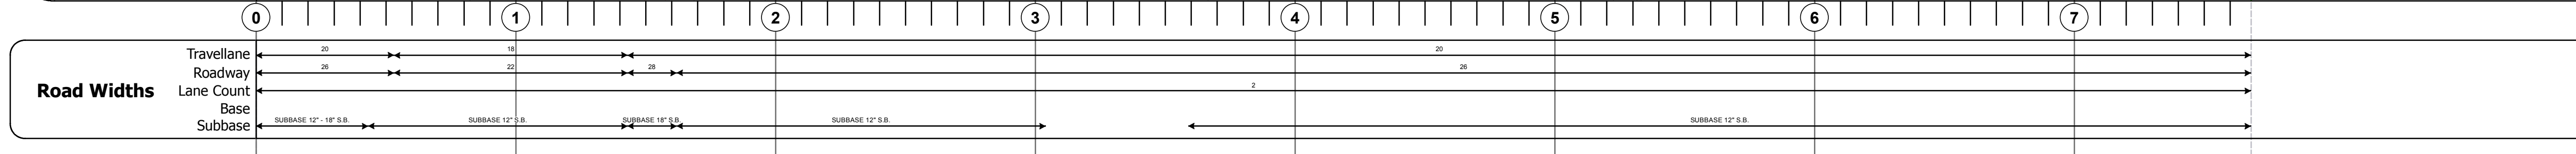 0 1 2 3 4 5 6 7
Travellane 20 18 20
Roadway 26 22 28 26
Road Widths Lane Count 2
Base
Subbase SUBBASE 12" - 18" S.B. SUBBASE 12" S.B. SUBBASE 18" S.B. SUBBASE 12" S.B. SUBBASE 12" S.B.